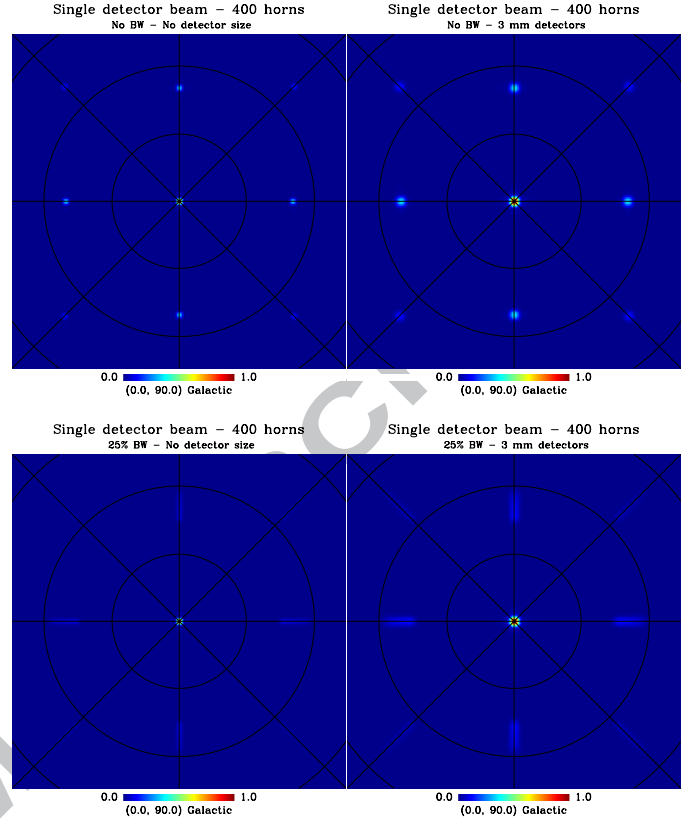 Single detector beam – 400 horns
No BW – No detector size
Single detector beam – 400 horns
No BW – 3 mm detectors
0.0 1.0
(0.0, 90.0) Galactic
0.0 1.0
(0.0, 90.0) Galactic
Single detector beam – 400 horns
25% BW – No detector size
Single detector beam – 400 horns
25% BW – 3 mm detectors
0.0 1.0
(0.0, 90.0) Galactic
0.0 1.0
(0.0, 90.0) Galactic